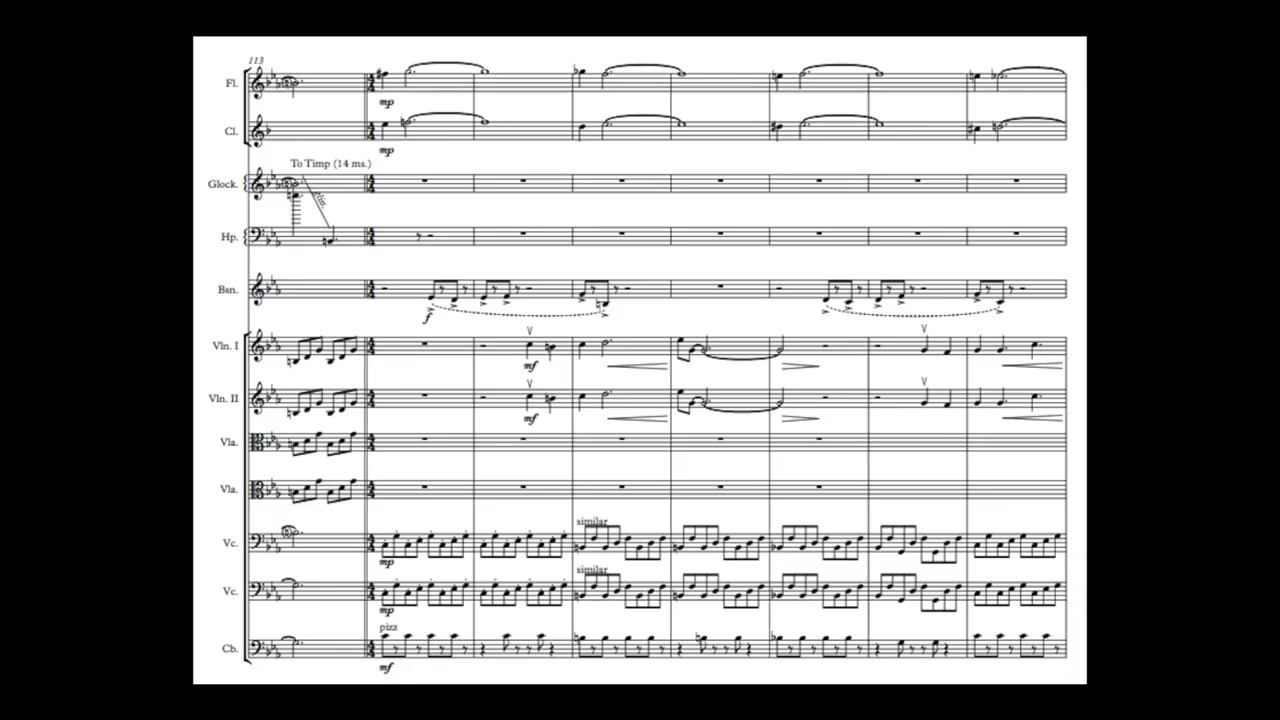 113
Fl.
mp
Cl.
mp
To Timp (14 ms.)
Glock.
gliss.
Hp.
Bsn.
f
Vln. I
mf
Vln. II
mf
Vla.
Vla.
similar
Vc.
mp
similar
Vc.
mp
pizz
Cb.
mf